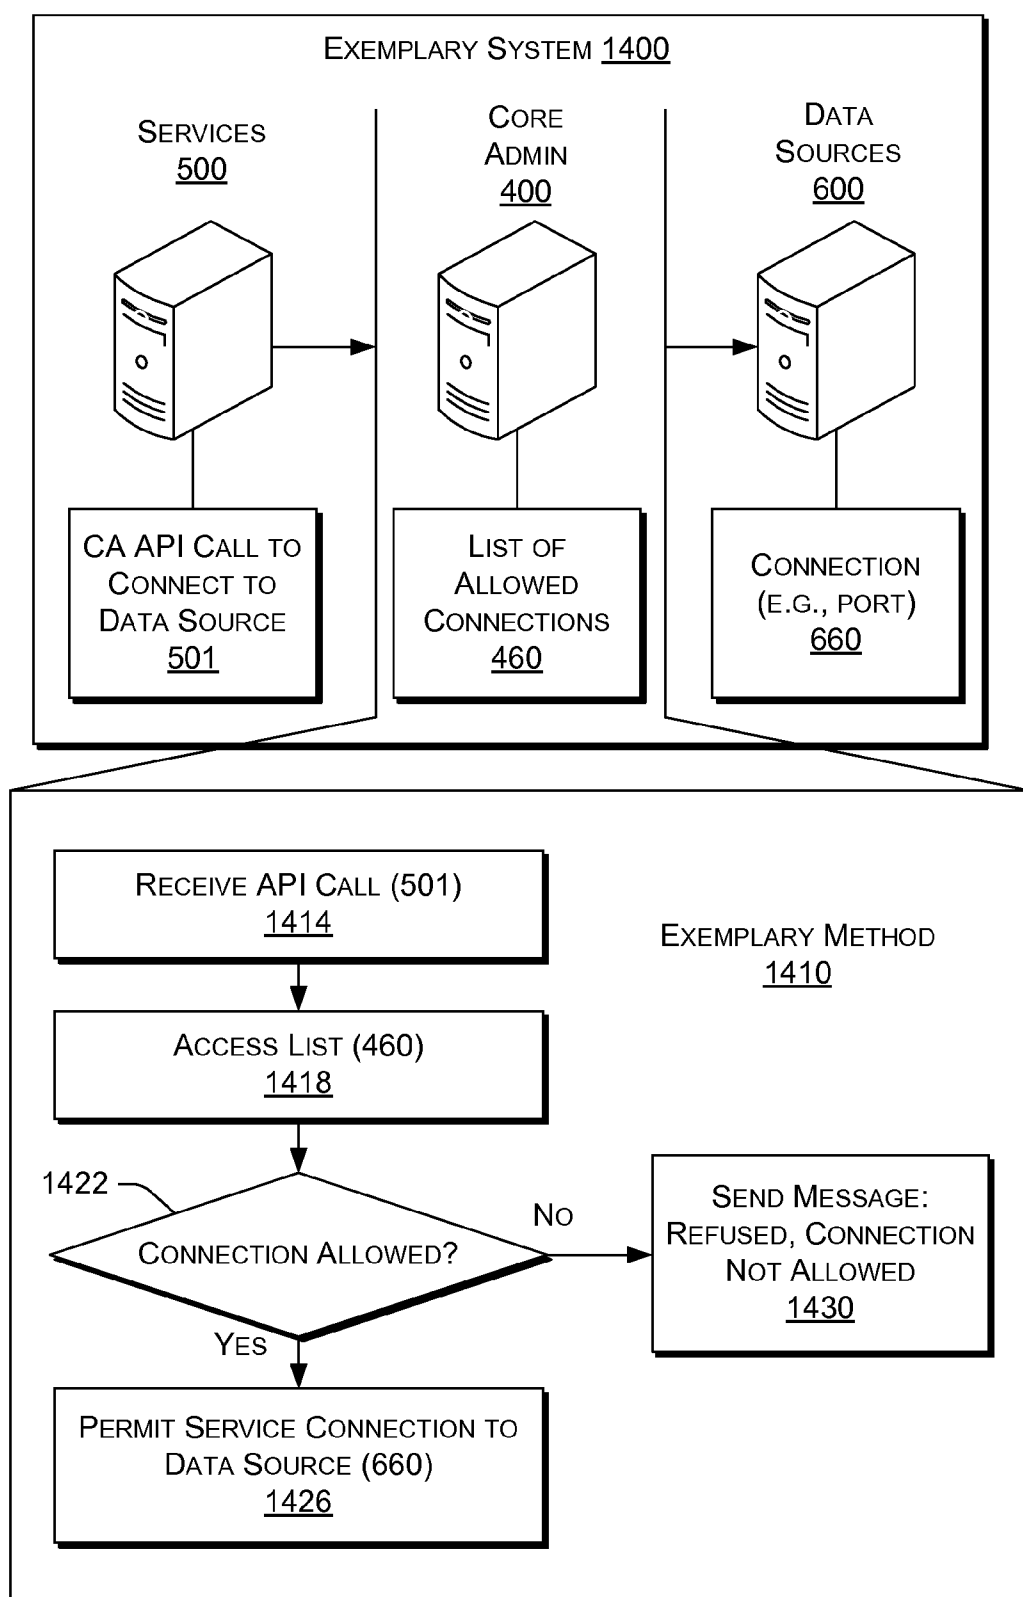 EXEMPLARY SYSTEM 1400
SERVICES
500
CORE
ADMIN
400
DATA
SOURCES
600
CA API CALL TO
CONNECT TO
DATA SOURCE
501
LIST OF
ALLOWED
CONNECTIONS
460
CONNECTION
(E.G., PORT)
660
RECEIVE API CALL (501)
1414
EXEMPLARY METHOD
1410
ACCESS LIST (460)
1418
1422
CONNECTION ALLOWED?
NO
SEND MESSAGE:
REFUSED, CONNECTION
NOT ALLOWED
1430
YES
PERMIT SERVICE CONNECTION TO
DATA SOURCE (660)
1426